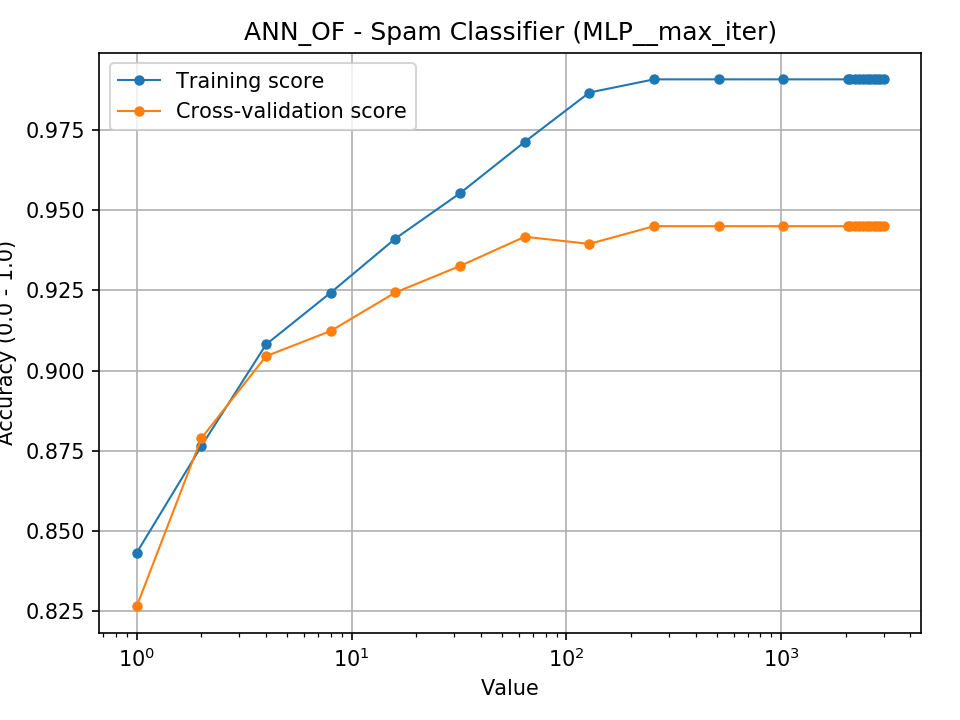 ANN_OF - Spam Classifier (MLP__max_iter)
Training score
Cross-validation score
Accuracy (0.0 - 1.0)
0.975
0.950
0.925
0.900
0.875
0.850
0.825
10⁰ 10¹ 10² 10³
Value